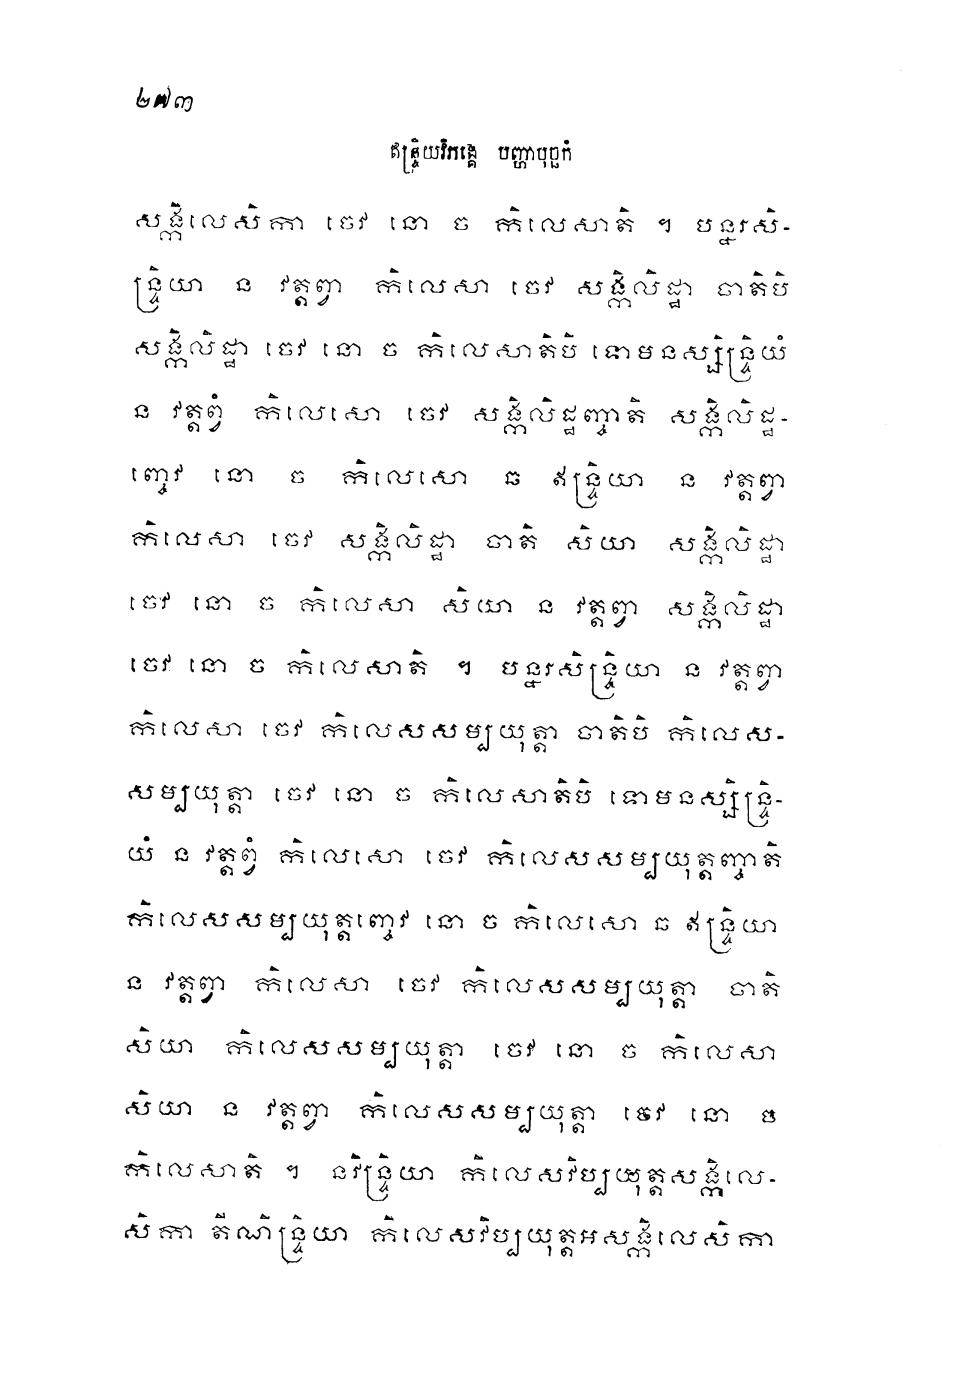 ២៧៣
ឥន្ទ្រិយវិភង្គេ បញ្ហាបុច្ឆកំ
សង្កិលេសិកា ចេវ នោ ច កិលេសាតិ ។ បន្នរសិ-
ន្ទ្រិយា ន វត្តព្វា កិលេសា ចេវ សង្កិលិដ្ឋា ចាតិបិ
សង្កិលិដ្ឋា ចេវ នោ ច កិលេសាតិបិ ទោមនស្សិន្ទ្រិយំ
ន វត្តព្វំ កិលេសោ ចេវ សង្កិលិដ្ឋញ្ចាតិ សង្កិលិដ្ឋ-
ញ្ចេវ នោ ច កិលេសោ ឆ ឥន្ទ្រិយា ន វត្តព្វា
កិលេសា ចេវ សង្កិលិដ្ឋា ចាតិ សិយា សង្កិលិដ្ឋា
ចេវ នោ ច កិលេសា សិយា ន វត្តព្វា សង្កិលិដ្ឋា
ចេវ នោ ច កិលេសាតិ ។ បន្នរសិន្ទ្រិយា ន វត្តព្វា
កិលេសា ចេវ កិលេសសម្បយុត្តា ចាតិបិ កិលេស-
សម្បយុត្តា ចេវ នោ ច កិលេសាតិបិ ទោមនស្សិន្ទ្រិ-
យំ ន វត្តព្វំ កិលេសោ ចេវ កិលេសសម្បយុត្តញ្ចាតិ
កិលេសសម្បយុត្តញ្ចេវ នោ ច កិលេសោ ឆ ឥន្ទ្រិយា
ន វត្តព្វា កិលេសា ចេវ កិលេសសម្បយុត្តា ចាតិ
សិយា កិលេសសម្បយុត្តា ចេវ នោ ច កិលេសា
សិយា ន វត្តព្វា កិលេសសម្បយុត្តា ចេវ នោ ច
កិលេសាតិ ។ នវិន្ទ្រិយា កិលេសវិប្បយុត្តសង្កិលេ-
សិកា តីណិន្ទ្រិយា កិលេសវិប្បយុត្តអសង្កិលេសិកា